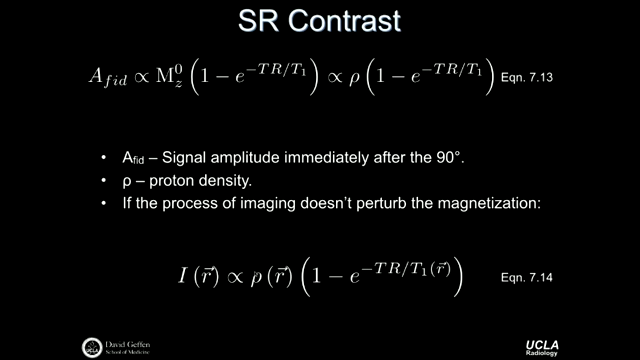 SR Contrast
A_fid ∝ M_z^0 (1 − e^{−TR/T_1}) ∝ ρ (1 − e^{−TR/T_1}) Eqn. 7.13
• A_fid – Signal amplitude immediately after the 90°.
• ρ – proton density.
• If the process of imaging doesn't perturb the magnetization:
I (r⃗) ∝ ρ (r⃗) (1 − e^{−TR/T_1(r⃗)}) Eqn. 7.14
UCLA
David Geffen
School of Medicine
UCLA
Radiology